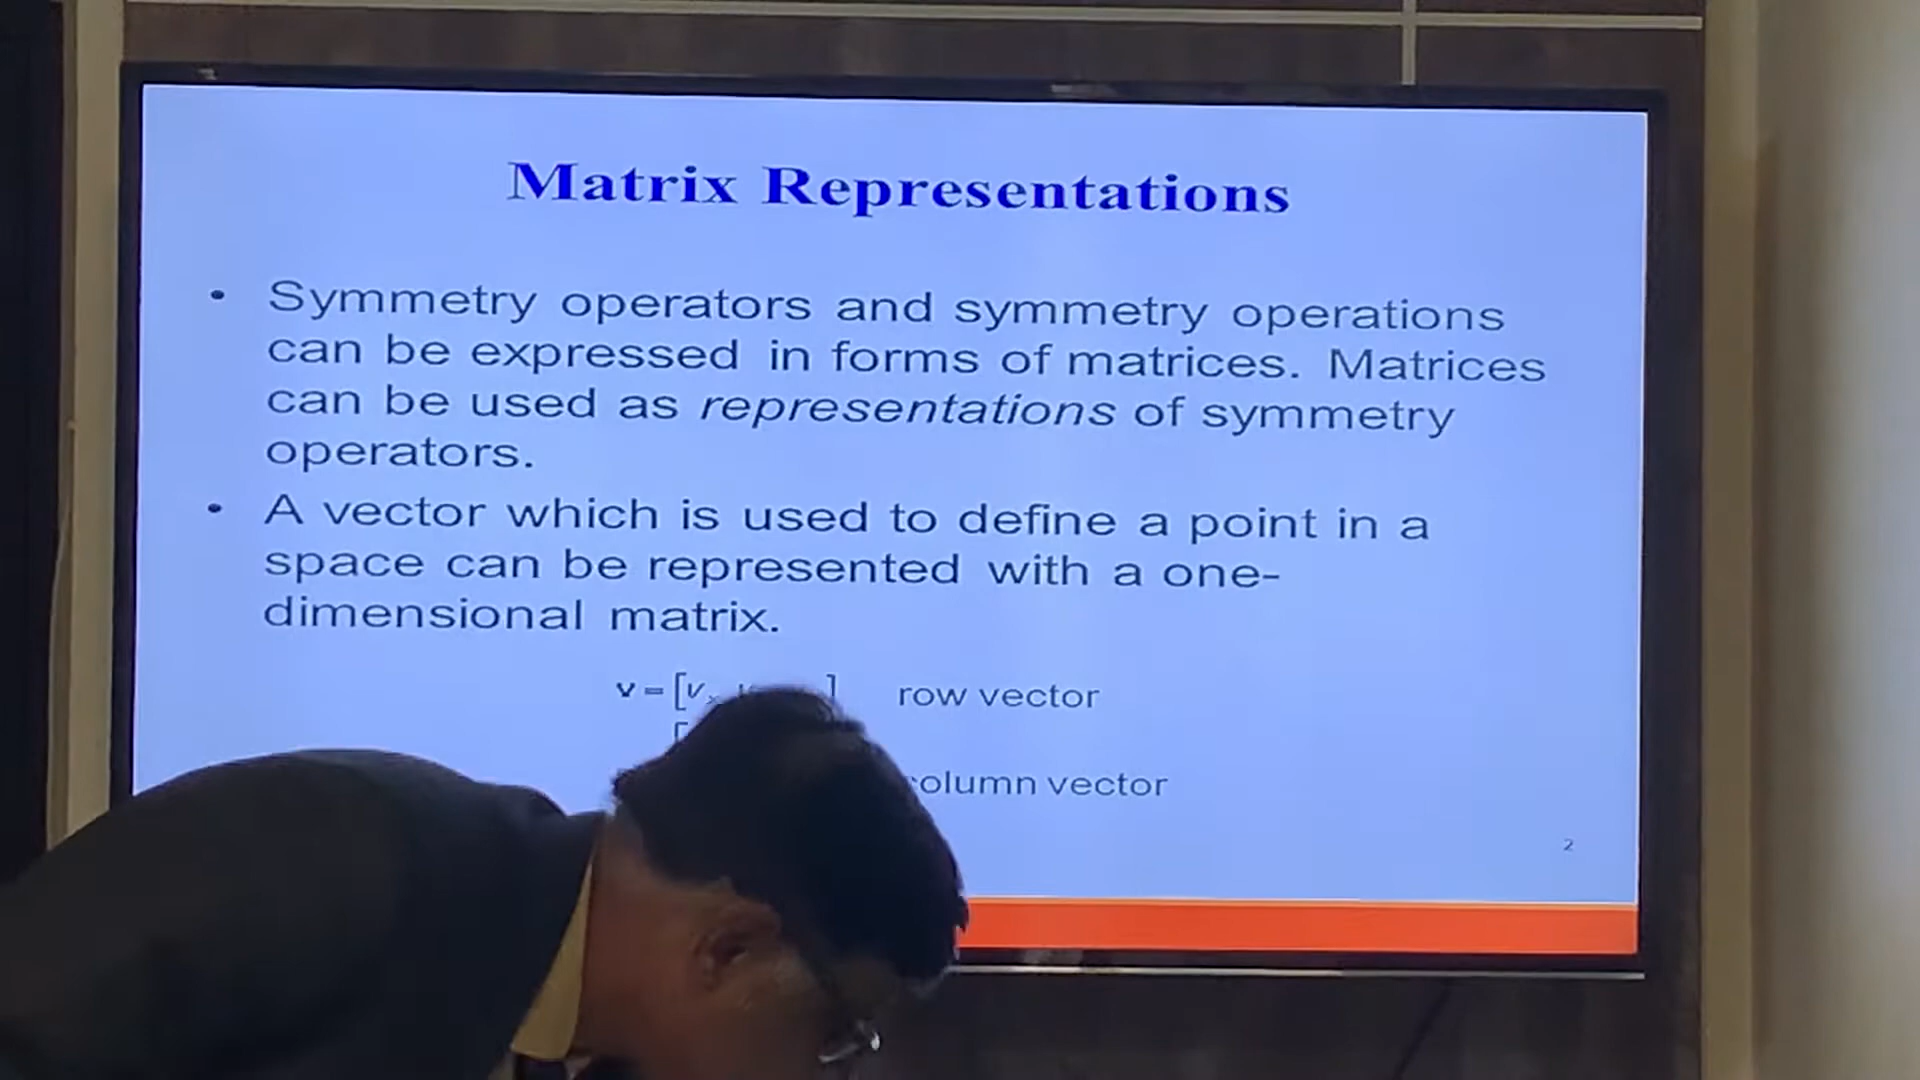 Matrix Representations
• Symmetry operators and symmetry operations
can be expressed in forms of matrices. Matrices
can be used as representations of symmetry
operators.
• A vector which is used to define a point in a
space can be represented with a one-
dimensional matrix.
v = [vₓ ] row vector
vector
2